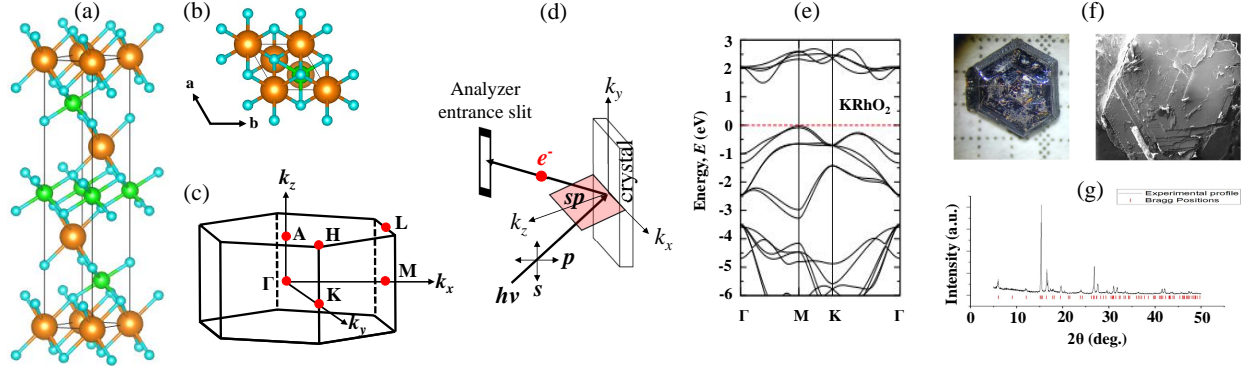 (a)
(b)
a
b
(c)
k_z
A
H
L
Γ
M
K
k_x
k_y
(d)
Analyzer
entrance slit
k_y
e⁻
crystal
sp
k_z
k_x
p
s
hν
(e)
3
2
1
0
-1
-2
-3
-4
-5
-6
Energy, E (eV)
KRhO₂
Γ
M
K
Γ
(f)
(g)
Experimental profile
Bragg Positions
Intensity (a.u.)
0
10
20
30
40
50
2θ (deg.)